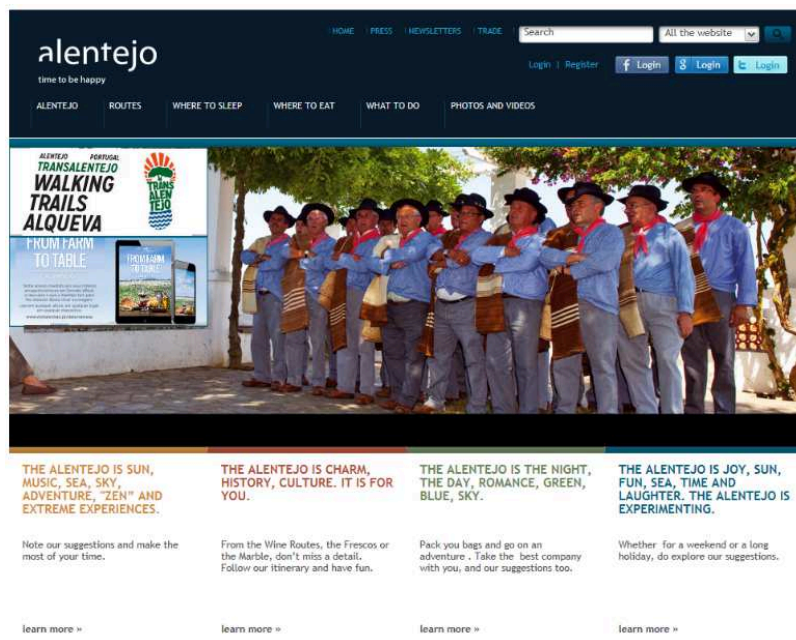 HOME
PRESS
NEWSLETTERS
TRADE
Search
All the website
alentejo
time to be happy
Login | Register
f Login
g Login
t Login
ALENTEJO
ROUTES
WHERE TO SLEEP
WHERE TO EAT
WHAT TO DO
PHOTOS AND VIDEOS
ALENTEJO PORTUGAL
TRANSALENTEJO
WALKING
TRAILS
ALQUEVA
TRANS
ALEN
TEJO
FROM FARM
TO TABLE
FROM FARM
TO TABLE
THE ALENTEJO IS SUN,
MUSIC, SEA, SKY,
ADVENTURE, "ZEN" AND
EXTREME EXPERIENCES.
Note our suggestions and make the
most of your time.
learn more »
THE ALENTEJO IS CHARM,
HISTORY, CULTURE. IT IS FOR
YOU.
From the Wine Routes, the Frescos or
the Marble, don't miss a detail.
Follow our itinerary and have fun.
learn more »
THE ALENTEJO IS THE NIGHT,
THE DAY, ROMANCE, GREEN,
BLUE, SKY.
Pack you bags and go on an
adventure . Take the best company
with you, and our suggestions too.
learn more »
THE ALENTEJO IS JOY, SUN,
FUN, SEA, TIME AND
LAUGHTER. THE ALENTEJO IS
EXPERIMENTING.
Whether for a weekend or a long
holiday, do explore our suggestions.
learn more »